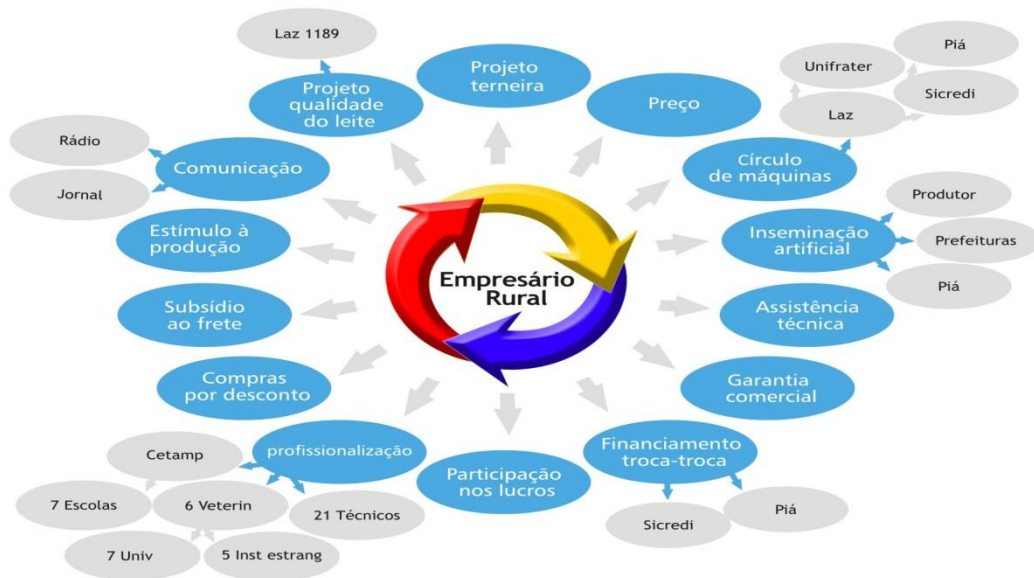 Laz 1189
Projeto
qualidade
do leite
Projeto
terneira
Preço
Unifrater
Piá
Sicredi
Laz
Círculo
de máquinas
Rádio
Comunicação
Jornal
Produtor
Inseminação
artificial
Prefeituras
Piá
Estímulo à
produção
Empresário
Rural
Subsídio
ao frete
Assistência
técnica
Compras
por desconto
Garantia
comercial
Cetamp
profissionalização
Participação
nos lucros
Financiamento
troca-troca
7 Escolas
6 Veterin
21 Técnicos
Sicredi
Piá
7 Univ
5 Inst estrang